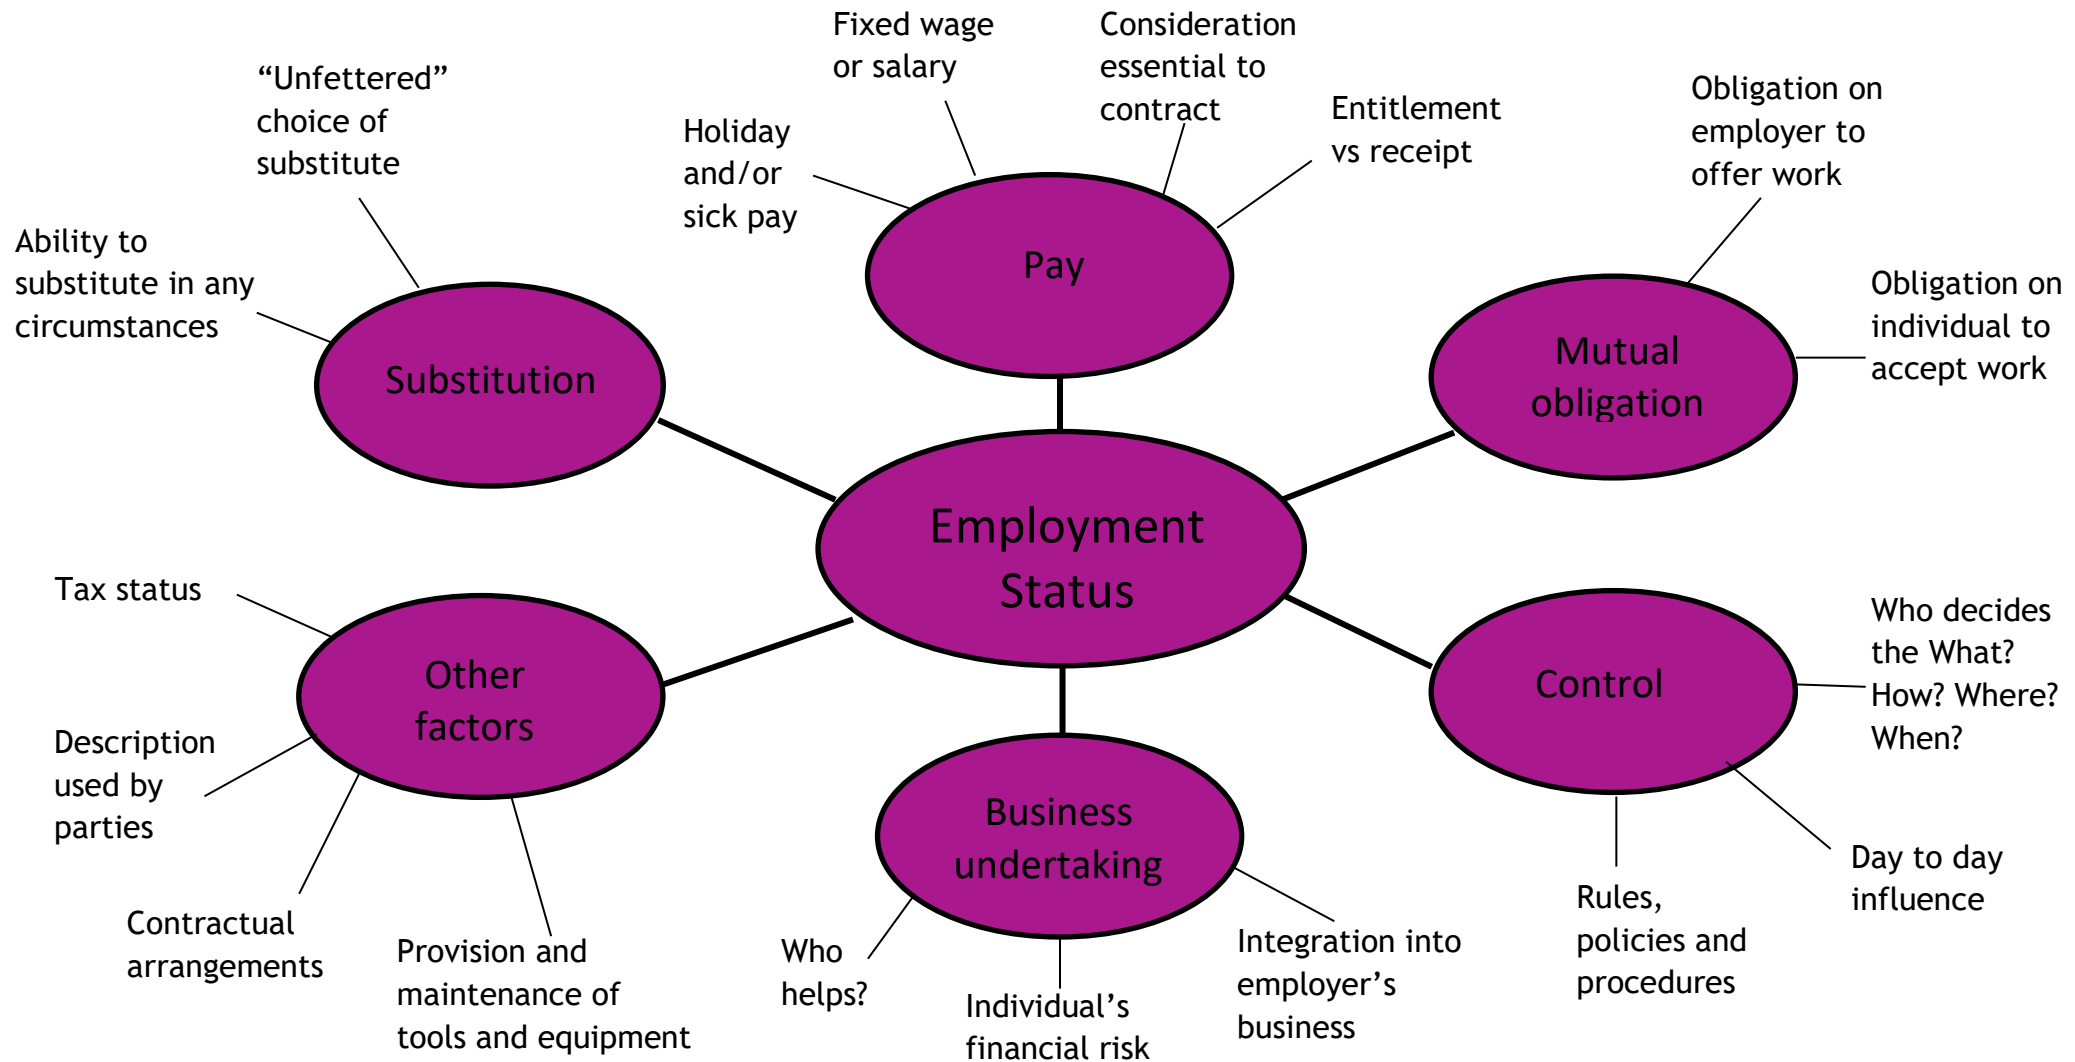 “Unfettered”
choice of
substitute
Ability to
substitute in any
circumstances
Substitution
Holiday
and/or
sick pay
Fixed wage
or salary
Consideration
essential to
contract
Entitlement
vs receipt
Pay
Obligation on
employer to
offer work
Obligation on
individual to
accept work
Mutual
obligation
Employment
Status
Tax status
Other
factors
Description
used by
parties
Contractual
arrangements
Provision and
maintenance of
tools and equipment
Business
undertaking
Who
helps?
Individual’s
financial risk
Integration into
employer’s
business
Control
Who decides
the What?
How? Where?
When?
Day to day
influence
Rules,
policies and
procedures